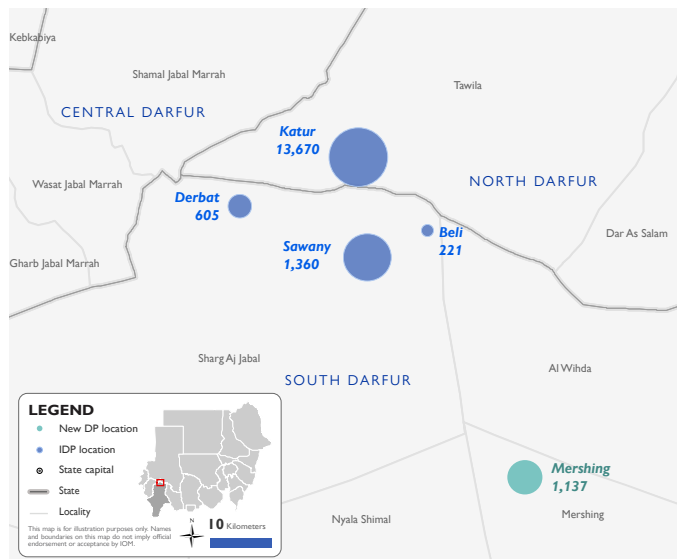 Kebkabiya
Shamal Jabal Marrah
Tawila
CENTRAL DARFUR
Katur
13,670
Wasat Jabal Marrah
NORTH DARFUR
Derbat
605
Beli
221
Dar As Salam
Sawany
1,360
Gharb Jabal Marrah
Sharg Aj Jabal
Al Wihda
SOUTH DARFUR
LEGEND
New DP location
IDP location
State capital
State
Locality
This map is for illustration purposes only. Names
and boundaries on this map do not imply official
endorsement or acceptance by IOM.
N
10 Kilometers
Mershing
1,137
Nyala Shimal
Mershing